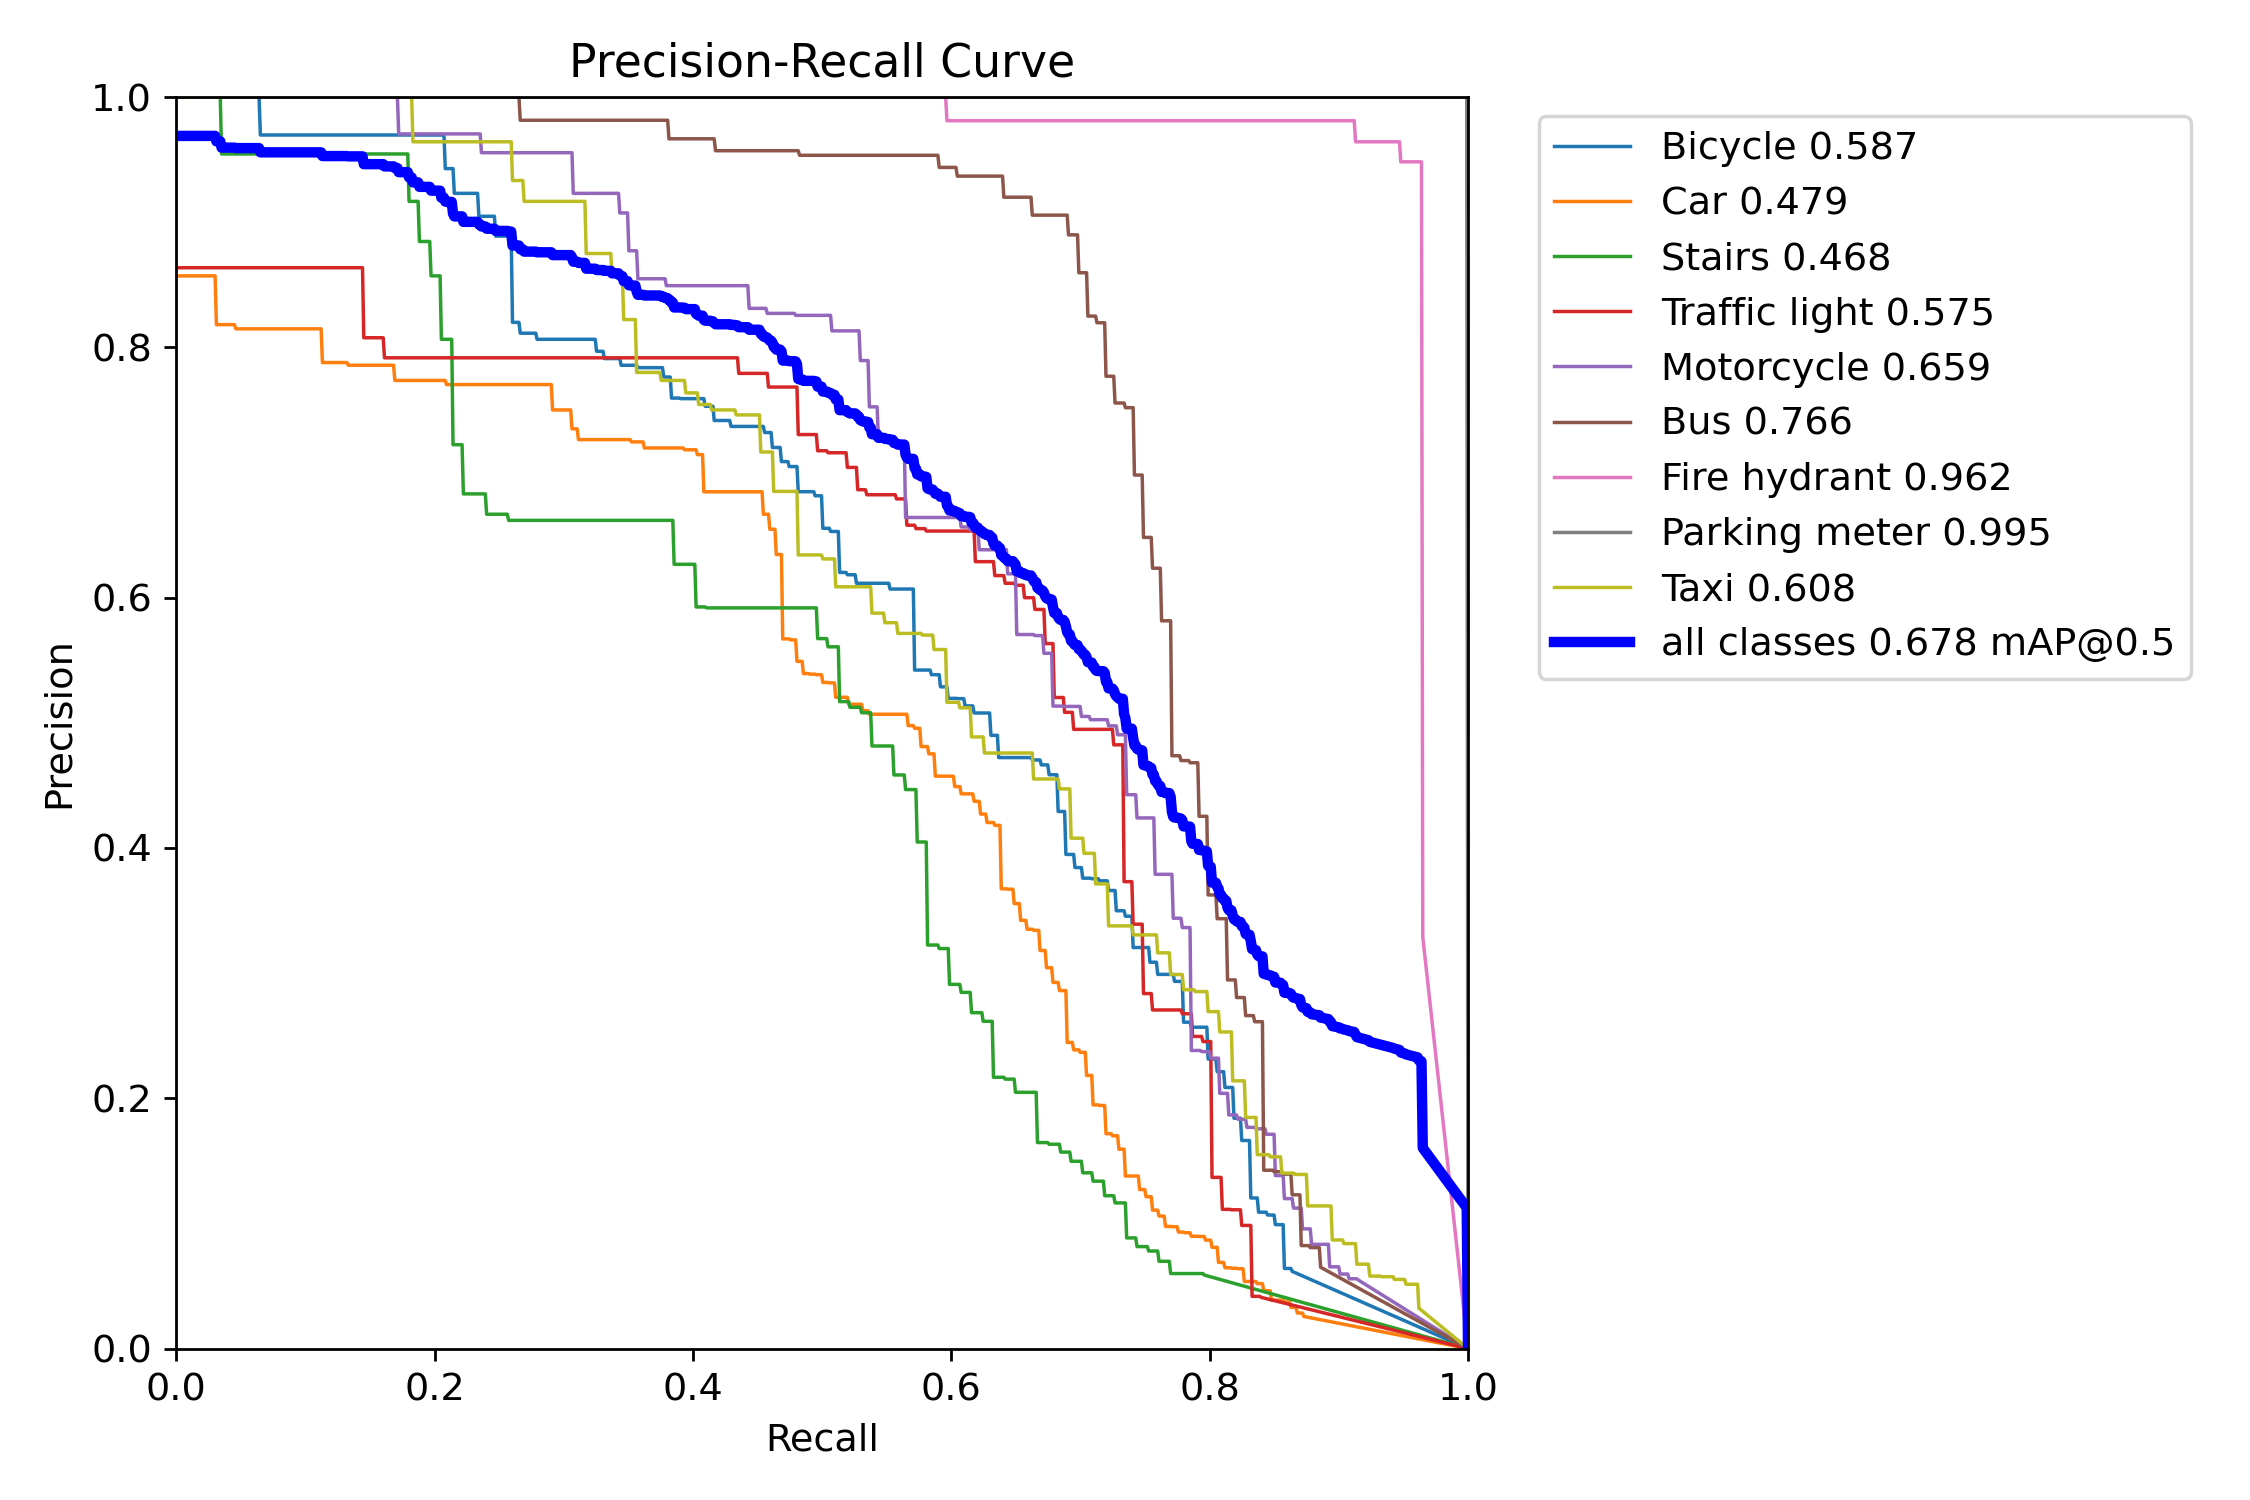 Precision-Recall Curve
1.0
0.8
0.6
0.4
0.2
0.0
Precision
0.0 0.2 0.4 0.6 0.8 1.0
Recall
Bicycle 0.587
Car 0.479
Stairs 0.468
Traffic light 0.575
Motorcycle 0.659
Bus 0.766
Fire hydrant 0.962
Parking meter 0.995
Taxi 0.608
all classes 0.678 mAP@0.5